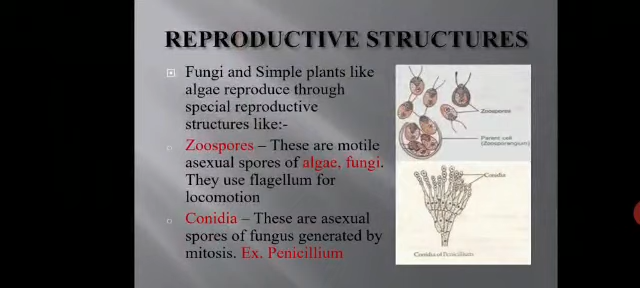 REPRODUCTIVE STRUCTURES
Fungi and Simple plants like
algae reproduce through
special reproductive
structures like:-
Zoospores – These are motile
asexual spores of algae, fungi.
They use flagellum for
locomotion
Conidia – These are asexual
spores of fungus generated by
mitosis. Ex. Penicillium
Zoospores
Parent cell
(Zoosporangium)
Conidia
Conidia of Penicillium